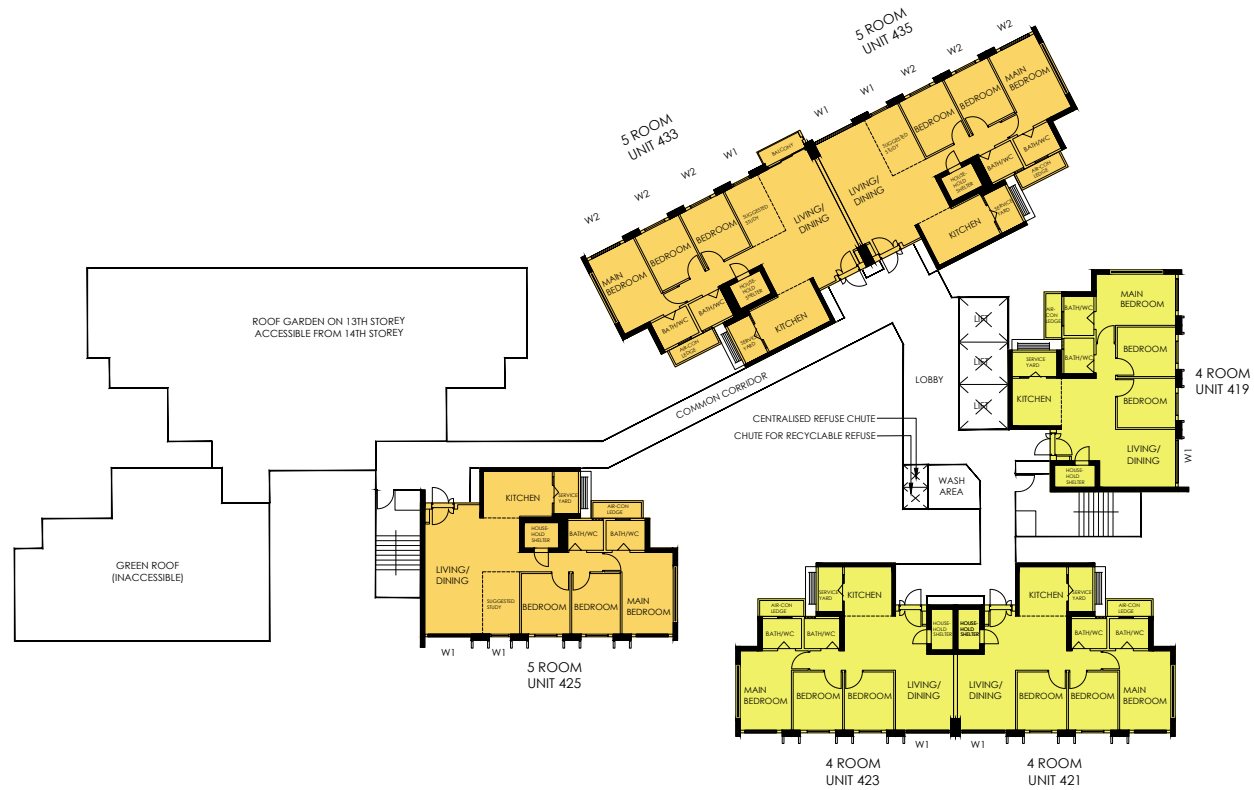 5 ROOM
UNIT 435
W2
W2
W2
W1
W1
MAIN
BEDROOM
BEDROOM
BEDROOM
SUGGESTED
STUDY
LIVING/
DINING
BATH/WC
BATH/WC
AIR-CON
LEDGE
HOUSE-
HOLD
SHELTER
SERVICE
YARD
KITCHEN
5 ROOM
UNIT 433
W1
W2
W2
W2
BALCONY
SUGGESTED
STUDY
LIVING/
DINING
BEDROOM
BEDROOM
MAIN
BEDROOM
HOUSE-
HOLD
SHELTER
BATH/WC
BATH/WC
AIR-CON
LEDGE
SERVICE
YARD
KITCHEN
ROOF GARDEN ON 13TH STOREY
ACCESSIBLE FROM 14TH STOREY
COMMON CORRIDOR
LOBBY
LIFT
LIFT
LIFT
CENTRALISED REFUSE CHUTE
CHUTE FOR RECYCLABLE REFUSE
WASH
AREA
AIR-
CON
LEDGE
BATH/WC
MAIN
BEDROOM
SERVICE
YARD
BATH/WC
BEDROOM
KITCHEN
BEDROOM
LIVING/
DINING
HOUSE-
HOLD
SHELTER
W1
4 ROOM
UNIT 419
GREEN ROOF
(INACCESSIBLE)
KITCHEN
SERVICE
YARD
AIR-CON
LEDGE
HOUSE-
HOLD
SHELTER
BATH/WC
BATH/WC
LIVING/
DINING
SUGGESTED
STUDY
BEDROOM
BEDROOM
MAIN
BEDROOM
W1
W1
5 ROOM
UNIT 425
SERVICE
YARD
KITCHEN
AIR-CON
LEDGE
BATH/WC
BATH/WC
HOUSE-
HOLD
SHELTER
MAIN
BEDROOM
BEDROOM
BEDROOM
LIVING/
DINING
W1
4 ROOM
UNIT 423
HOUSE-
HOLD
SHELTER
KITCHEN
SERVICE
YARD
AIR-CON
LEDGE
BATH/WC
BATH/WC
LIVING/
DINING
BEDROOM
BEDROOM
MAIN
BEDROOM
W1
4 ROOM
UNIT 421